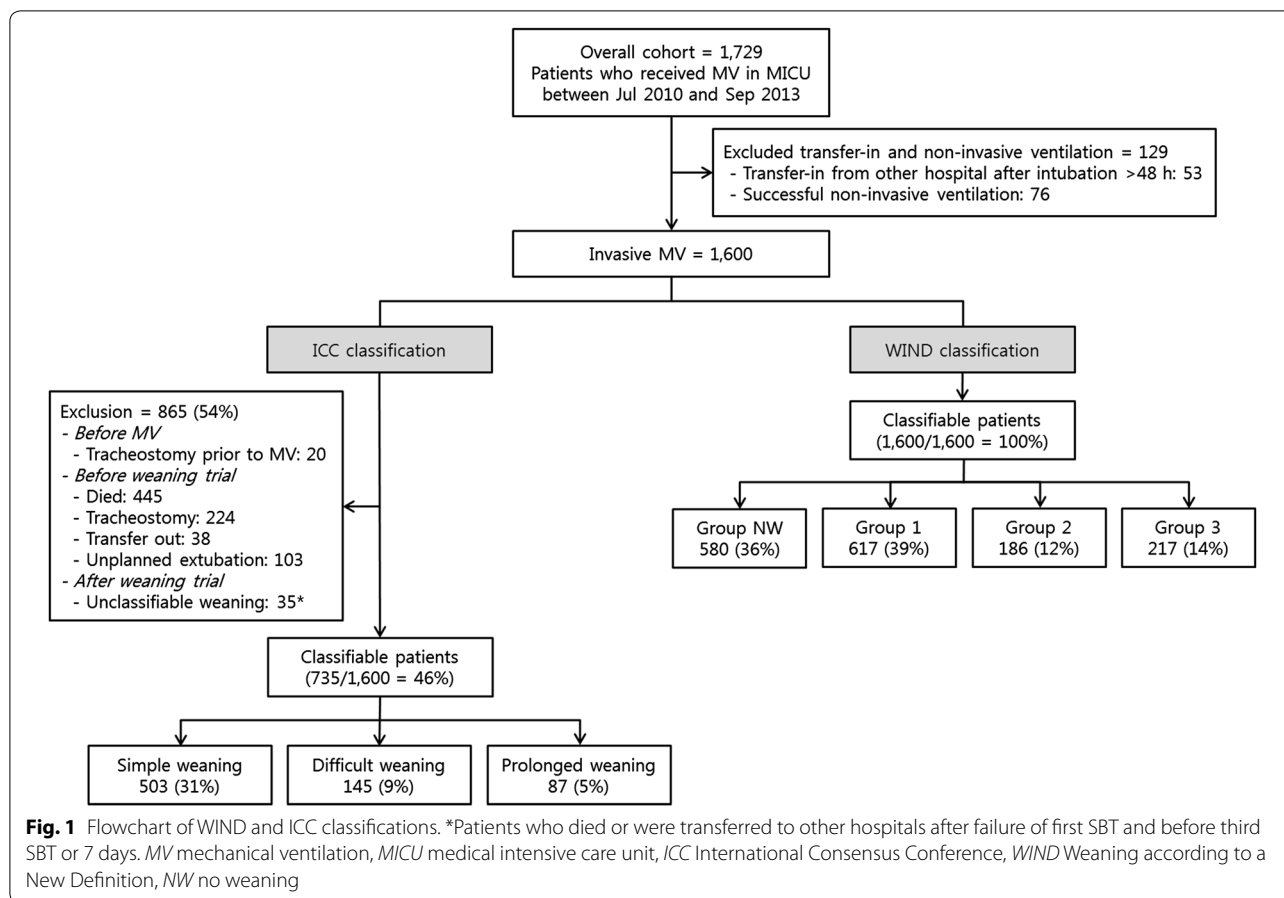 Overall cohort = 1,729
Patients who received MV in MICU
between Jul 2010 and Sep 2013
Excluded transfer-in and non-invasive ventilation = 129
- Transfer-in from other hospital after intubation >48 h: 53
- Successful non-invasive ventilation: 76
Invasive MV = 1,600
ICC classification
WIND classification
Exclusion = 865 (54%)
- Before MV
- Tracheostomy prior to MV: 20
- Before weaning trial
- Died: 445
- Tracheostomy: 224
- Transfer out: 38
- Unplanned extubation: 103
- After weaning trial
- Unclassifiable weaning: 35*
Classifiable patients
(1,600/1,600 = 100%)
Group NW
580 (36%)
Group 1
617 (39%)
Group 2
186 (12%)
Group 3
217 (14%)
Classifiable patients
(735/1,600 = 46%)
Simple weaning
503 (31%)
Difficult weaning
145 (9%)
Prolonged weaning
87 (5%)
Fig. 1 Flowchart of WIND and ICC classifications. *Patients who died or were transferred to other hospitals after failure of first SBT and before third
SBT or 7 days. MV mechanical ventilation, MICU medical intensive care unit, ICC International Consensus Conference, WIND Weaning according to a
New Definition, NW no weaning